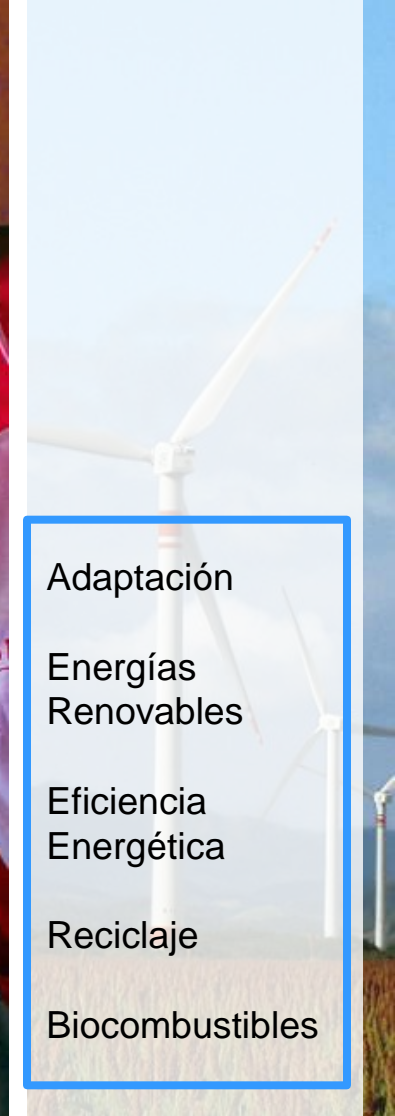 Adaptación
Energías
Renovables
Eficiencia
Energética
Reciclaje
Biocombustibles